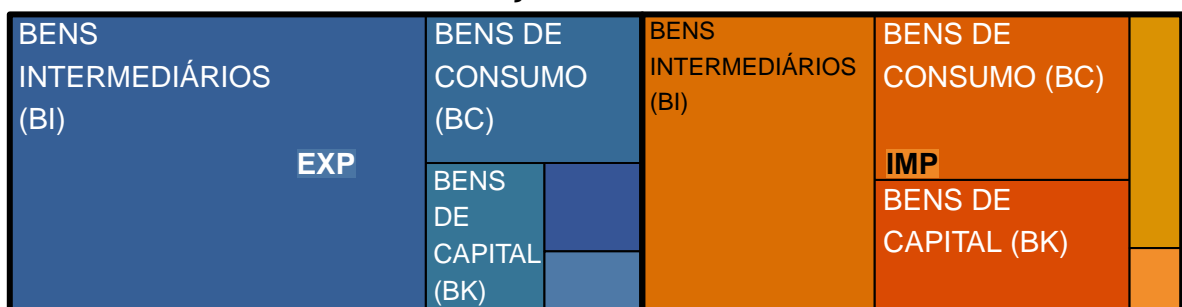 BENS
INTERMEDIÁRIOS
(BI)
EXP
BENS DE
CONSUMO
(BC)
BENS
DE
CAPITAL
(BK)
BENS
INTERMEDIÁRIOS
(BI)
BENS DE
CONSUMO (BC)
IMP
BENS DE
CAPITAL (BK)